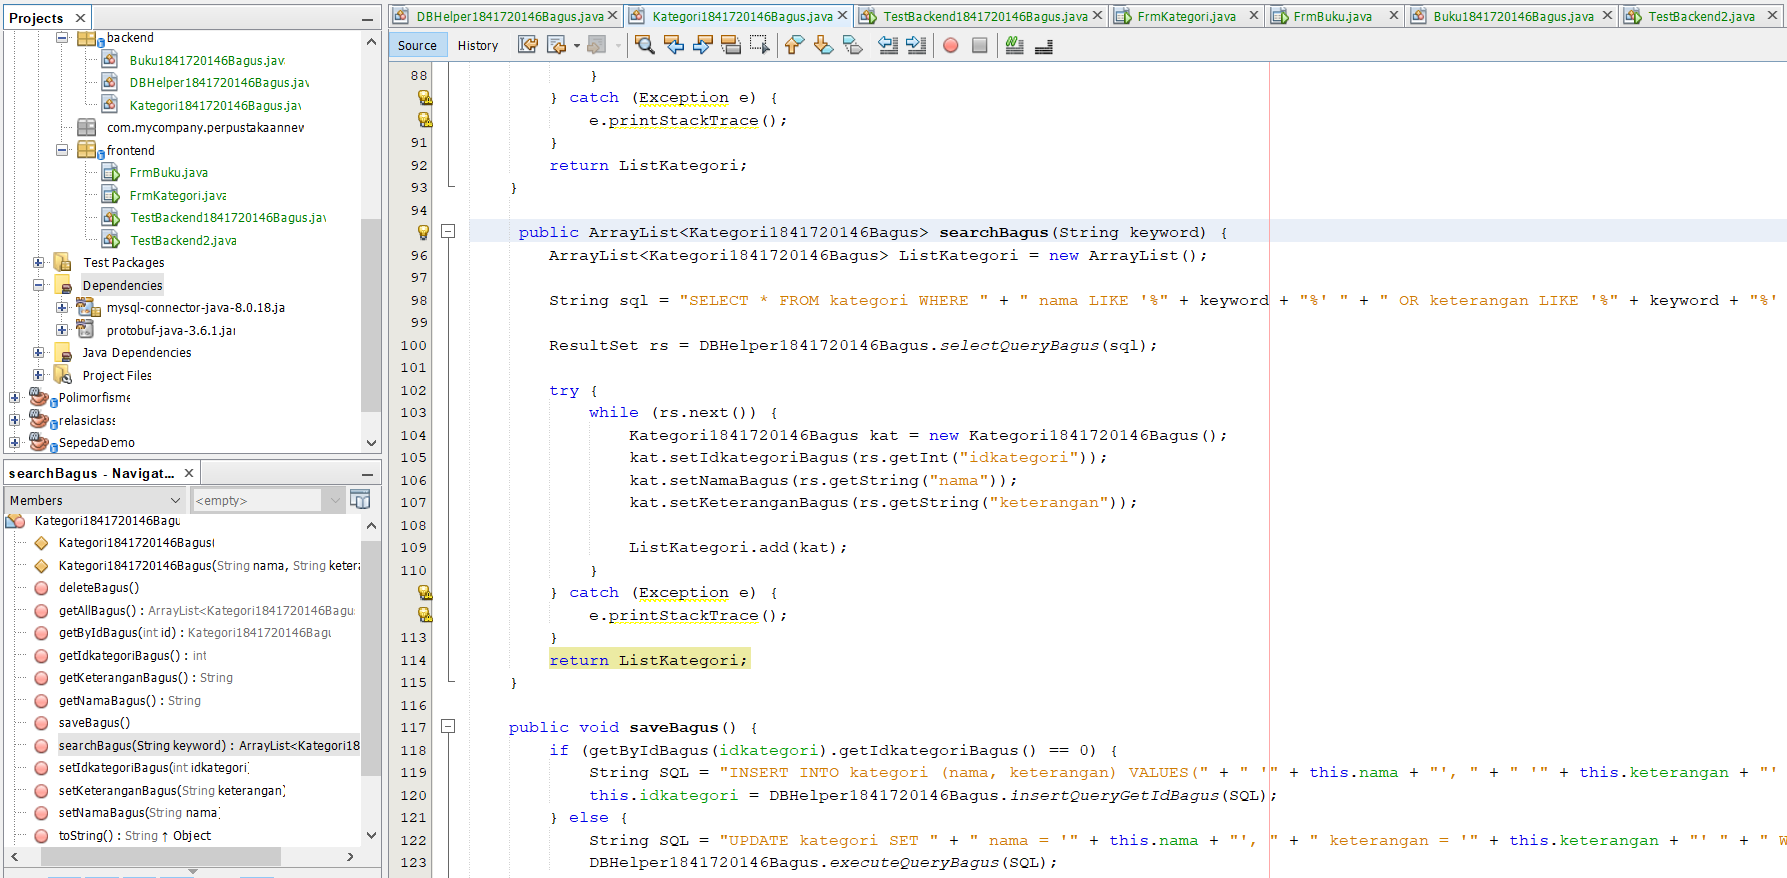 Projects
backend
Buku1841720146Bagus.java
DBHelper1841720146Bagus.java
Kategori1841720146Bagus.jav
com.mycompany.perpustakaannew
frontend
FrmBuku.java
FrmKategori.java
TestBackend1841720146Bagus.jav
TestBackend2.java
Test Packages
Dependencies
mysql-connector-java-8.0.18.ja
protobuf-java-3.6.1.jar
Java Dependencies
Project Files
Polimorfisme
relasiclass
SepedaDemo
searchBagus - Navigat...
Members
<empty>
Kategori1841720146Bagu
Kategori1841720146Bagus(
Kategori1841720146Bagus(String nama, String ketera
deleteBagus()
getAllBagus() : ArrayList<Kategori1841720146Bagus
getByIdBagus(int id) : Kategori1841720146Bagu
getIdkategoriBagus() : int
getKeteranganBagus() : String
getNamaBagus() : String
saveBagus()
searchBagus(String keyword) : ArrayList<Kategori18
setIdkategoriBagus(int idkategori)
setKeteranganBagus(String keterangan)
setNamaBagus(String nama)
toString() : String ↑ Object
DBHelper1841720146Bagus.java
Kategori1841720146Bagus.java
TestBackend1841720146Bagus.java
FrmKategori.java
FrmBuku.java
Buku1841720146Bagus.java
TestBackend2.java
Source History
88 }
} catch (Exception e) {
e.printStackTrace();
91 }
92 return ListKategori;
93 }
94
public ArrayList<Kategori1841720146Bagus> searchBagus(String keyword) {
96 ArrayList<Kategori1841720146Bagus> ListKategori = new ArrayList();
97
98 String sql = "SELECT * FROM kategori WHERE " + " nama LIKE '%" + keyword + "%' " + " OR keterangan LIKE '%" + keyword + "%'
99
100 ResultSet rs = DBHelper1841720146Bagus.selectQueryBagus(sql);
101
102 try {
103 while (rs.next()) {
104 Kategori1841720146Bagus kat = new Kategori1841720146Bagus();
105 kat.setIdkategoriBagus(rs.getInt("idkategori"));
106 kat.setNamaBagus(rs.getString("nama"));
107 kat.setKeteranganBagus(rs.getString("keterangan"));
108
109 ListKategori.add(kat);
110 }
} catch (Exception e) {
e.printStackTrace();
113 }
114 return ListKategori;
115 }
116
117 public void saveBagus() {
118 if (getByIdBagus(idkategori).getIdkategoriBagus() == 0) {
119 String SQL = "INSERT INTO kategori (nama, keterangan) VALUES(" + " '" + this.nama + "', " + " '" + this.keterangan + "'
120 this.idkategori = DBHelper1841720146Bagus.insertQueryGetIdBagus(SQL);
121 } else {
122 String SQL = "UPDATE kategori SET " + " nama = '" + this.nama + "', " + " keterangan = '" + this.keterangan + "' " + " W
123 DBHelper1841720146Bagus.executeQueryBagus(SQL);